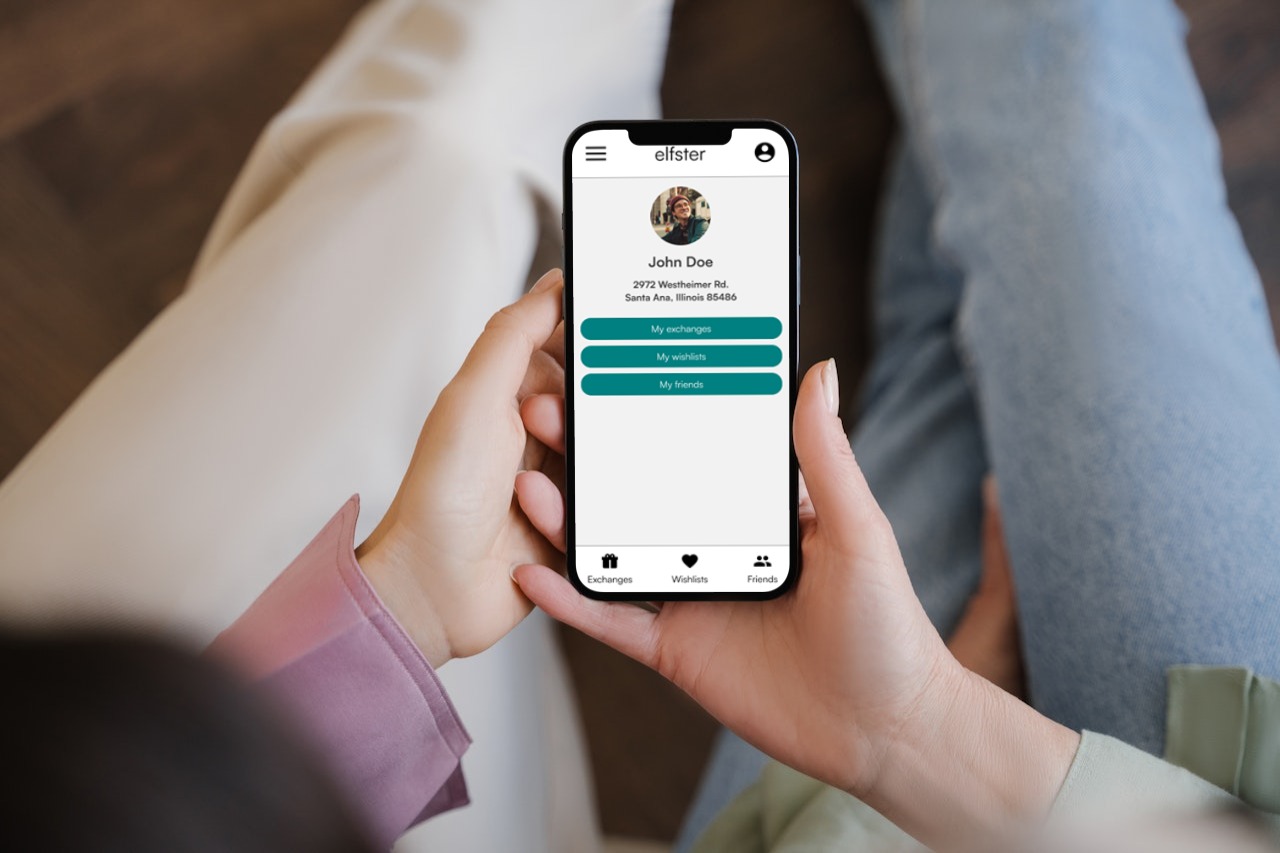 elfster
John Doe
2972 Westheimer Rd.
Santa Ana, Illinois 85486
My exchanges
My wishlists
My friends
Exchanges Wishlists Friends